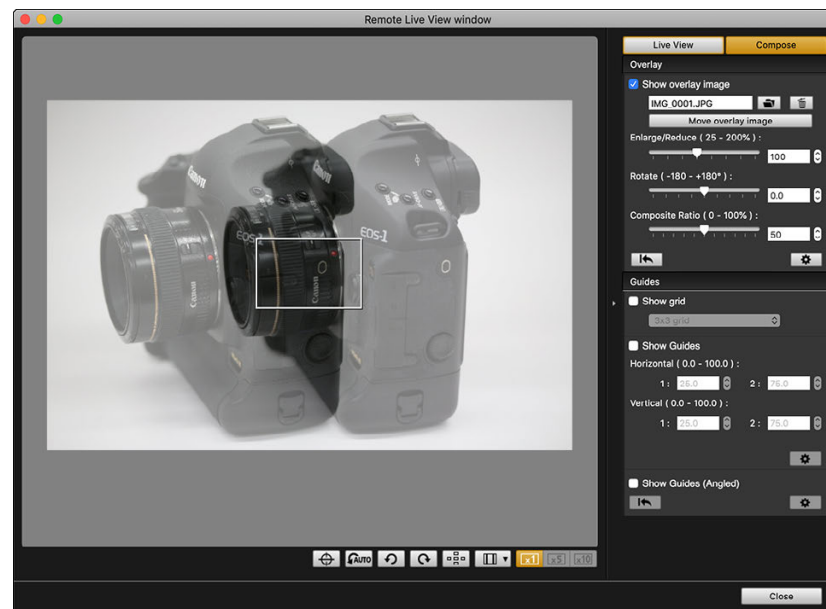 Remote Live View window
Live View Compose
Overlay
Show overlay image
IMG_0001.JPG
Move overlay image
Enlarge/Reduce ( 25 - 200% ) :
100
Rotate ( -180 - +180° ) :
0.0
Composite Ratio ( 0 - 100% ) :
50
Guides
Show grid
3x3 grid
Show Guides
Horizontal ( 0.0 - 100.0 ) :
1 : 25.0 2 : 75.0
Vertical ( 0.0 - 100.0 ) :
1 : 25.0 2 : 75.0
Show Guides (Angled)
Canon
Canon
EOS-1
EOS-1
Canon
Canon
AUTO x1 x5 x10
Close